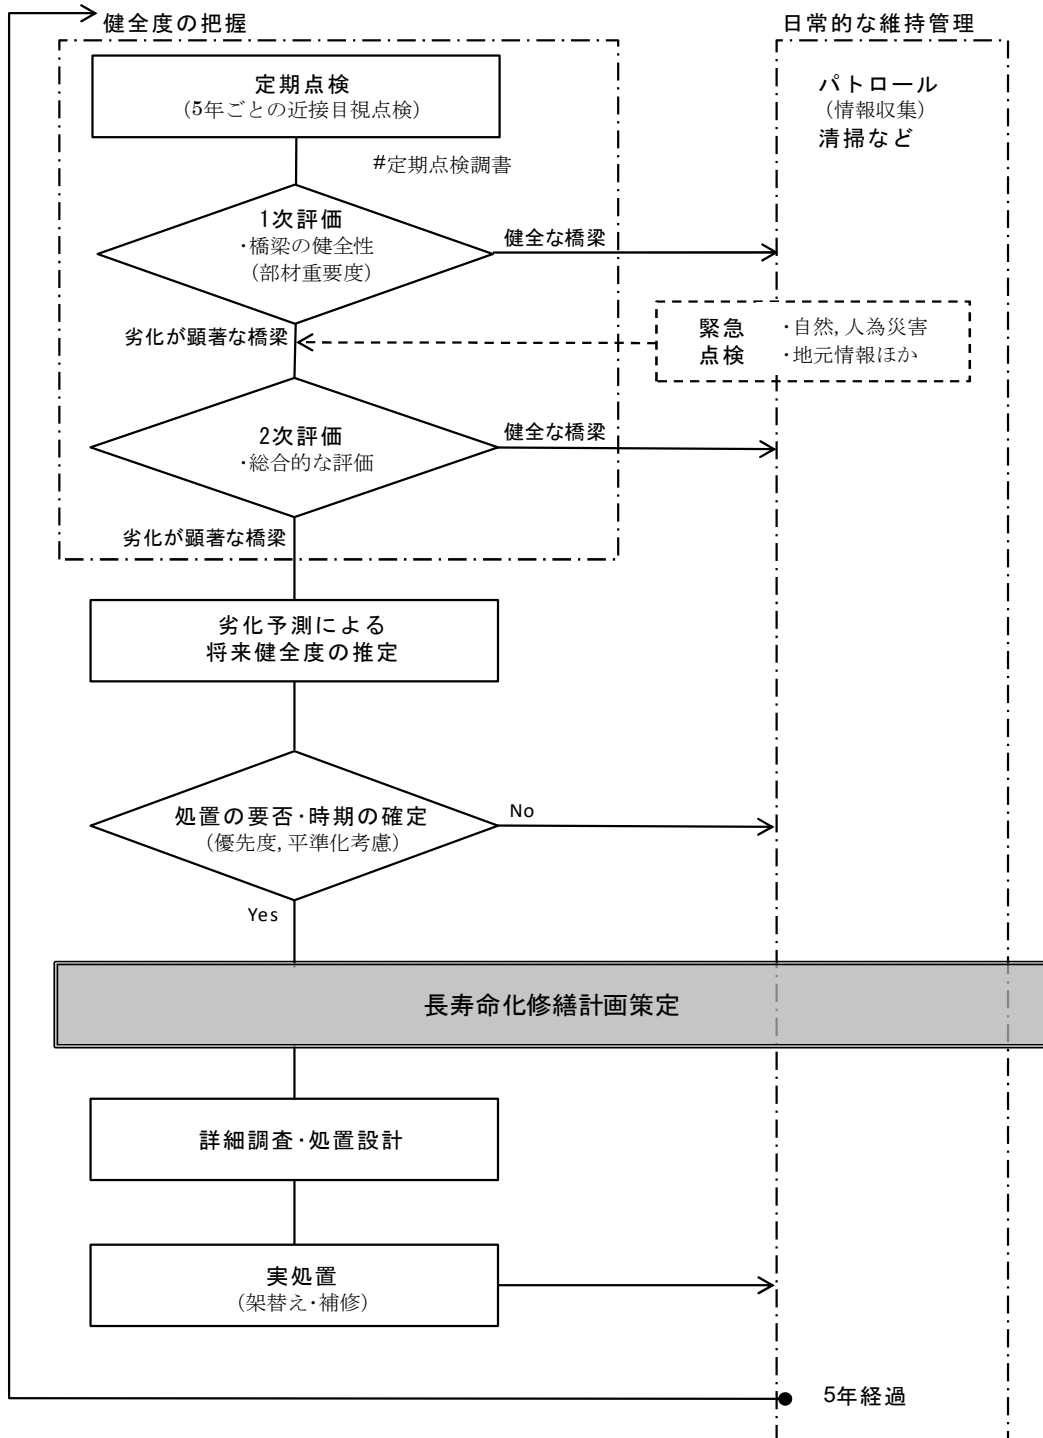 健全度の把握
日常的な維持管理
定期点検
(5年ごとの近接目視点検)
パトロール
(情報収集)
清掃など
#定期点検調書
1次評価
・橋梁の健全性
(部材重要度)
健全な橋梁
劣化が顕著な橋梁
緊急
点検
・自然,人為災害
・地元情報ほか
2次評価
・総合的な評価
健全な橋梁
劣化が顕著な橋梁
劣化予測による
将来健全度の推定
処置の要否・時期の確定
(優先度,平準化考慮)
No
Yes
長寿命化修繕計画策定
詳細調査・処置設計
実処置
(架替え・補修)
5年経過